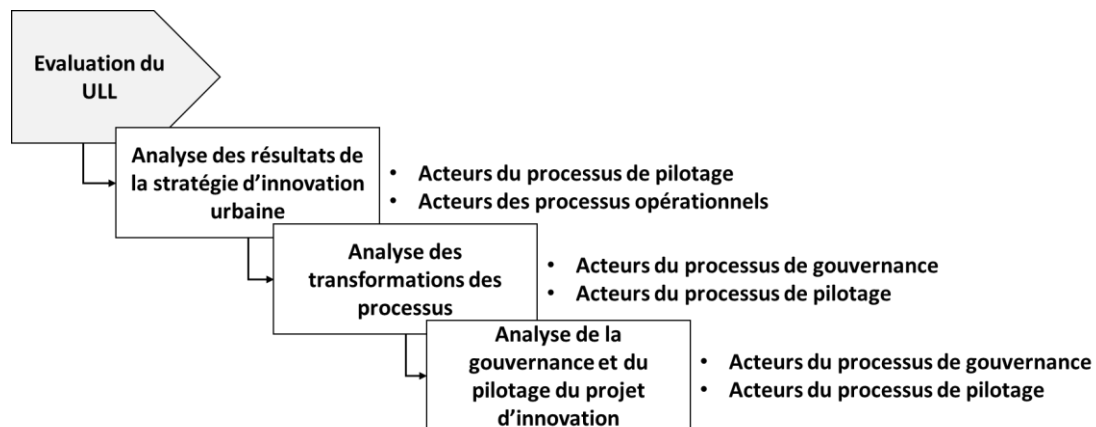 Evaluation du
ULL
Analyse des résultats de
la stratégie d’innovation
urbaine
• Acteurs du processus de pilotage
• Acteurs des processus opérationnels
Analyse des
transformations des
processus
• Acteurs du processus de gouvernance
• Acteurs du processus de pilotage
Analyse de la
gouvernance et du
pilotage du projet
d’innovation
• Acteurs du processus de gouvernance
• Acteurs du processus de pilotage